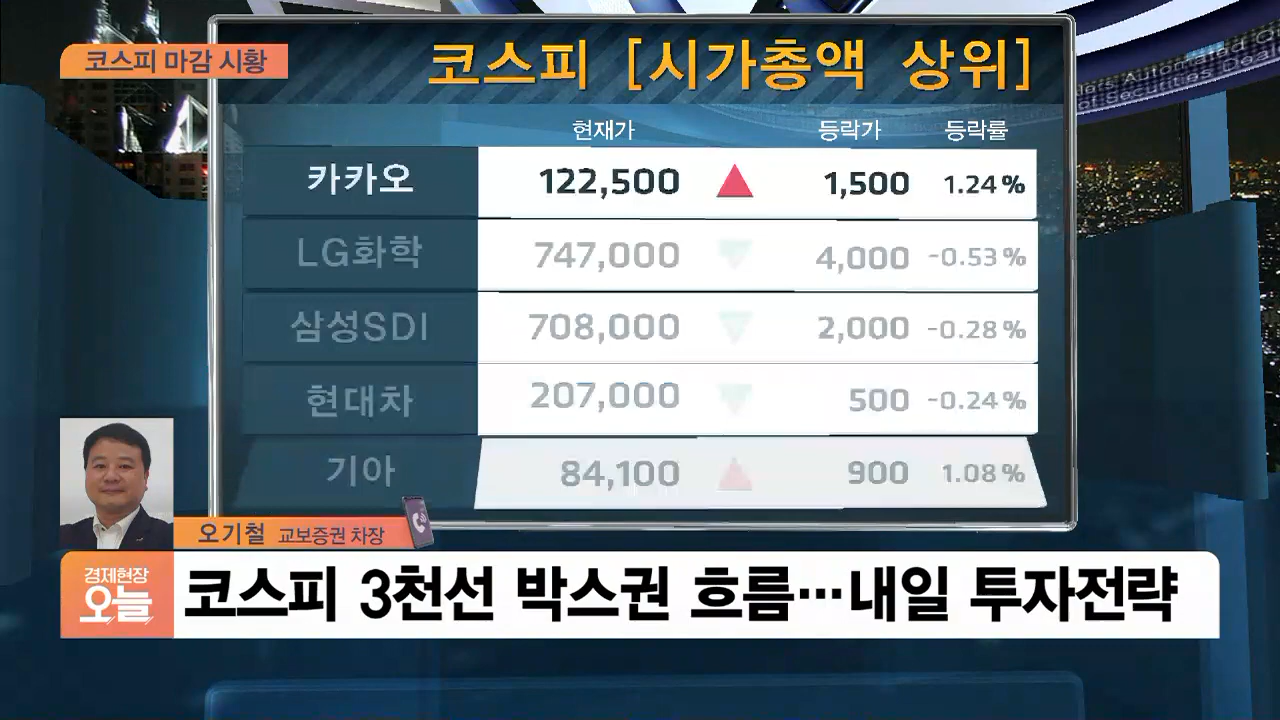 코스피 마감 시황
코스피 [시가총액 상위]
현재가 등락가 등락률
카카오 122,500 ▲ 1,500 1.24 %
LG화학 747,000 ▼ 4,000 -0.53 %
삼성SDI 708,000 ▼ 2,000 -0.28 %
현대차 207,000 ▼ 500 -0.24 %
기아 84,100 ▲ 900 1.08 %
오기철 교보증권 차장
경제현장
오늘
코스피 3천선 박스권 흐름…내일 투자전략